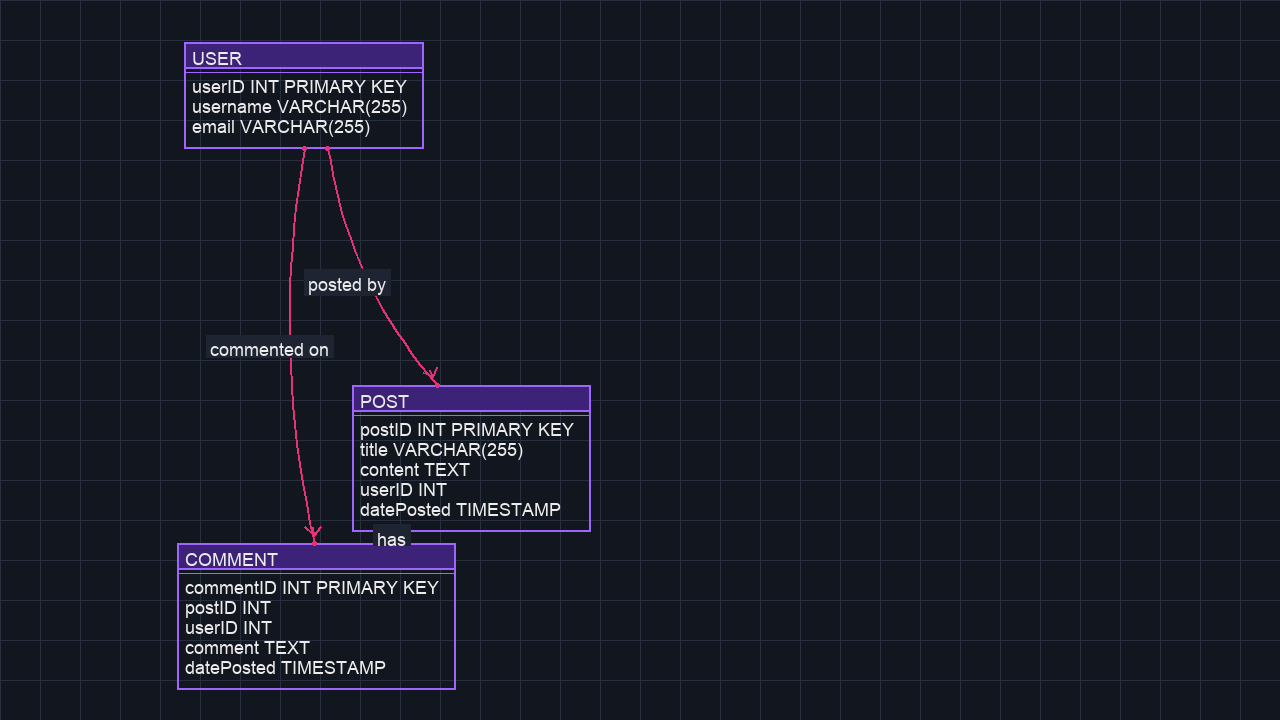 USER
userID INT PRIMARY KEY
username VARCHAR(255)
email VARCHAR(255)
posted by
commented on
POST
postID INT PRIMARY KEY
title VARCHAR(255)
content TEXT
userID INT
datePosted TIMESTAMP
has
COMMENT
commentID INT PRIMARY KEY
postID INT
userID INT
comment TEXT
datePosted TIMESTAMP